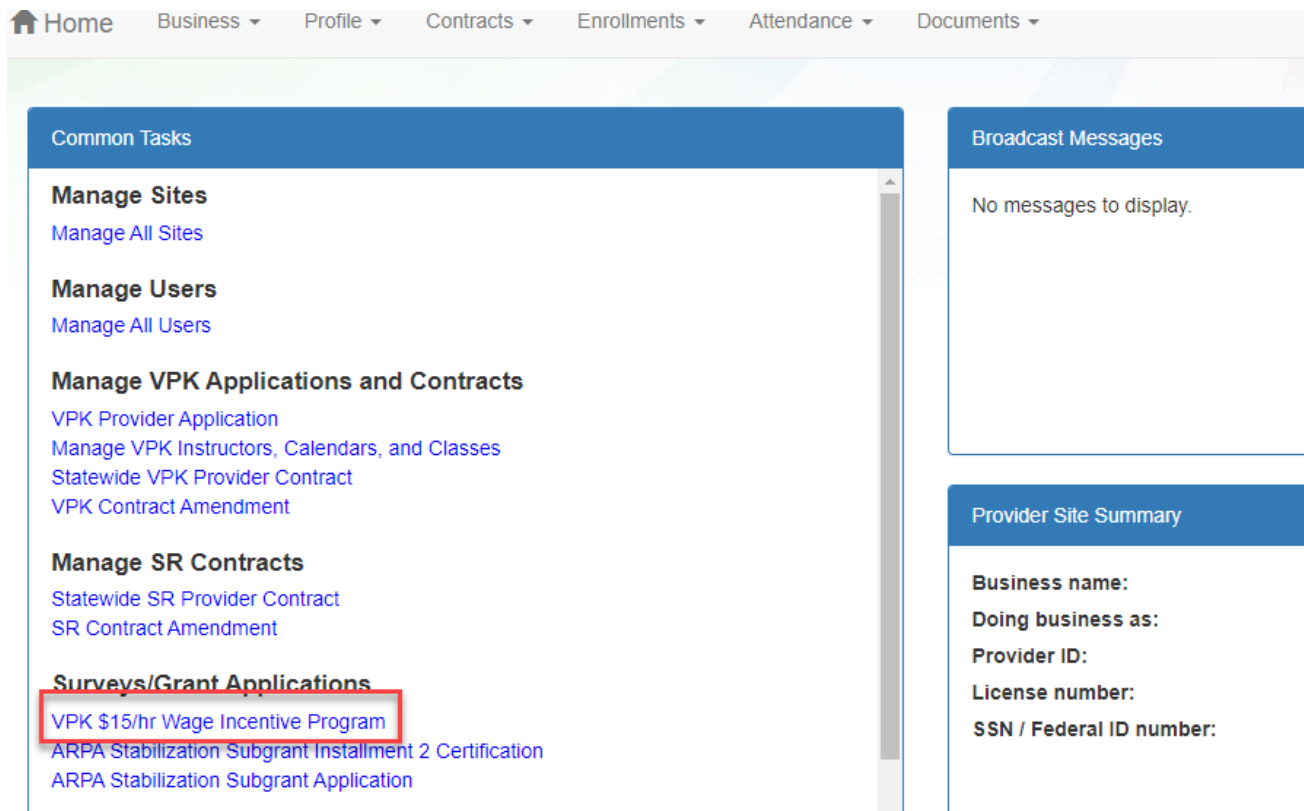 Home Business Profile Contracts Enrollments Attendance Documents
Common Tasks
Manage Sites
Manage All Sites
Manage Users
Manage All Users
Manage VPK Applications and Contracts
VPK Provider Application
Manage VPK Instructors, Calendars, and Classes
Statewide VPK Provider Contract
VPK Contract Amendment
Manage SR Contracts
Statewide SR Provider Contract
SR Contract Amendment
Surveys/Grant Applications
VPK $15/hr Wage Incentive Program
ARPA Stabilization Subgrant Installment 2 Certification
ARPA Stabilization Subgrant Application
Broadcast Messages
No messages to display.
Provider Site Summary
Business name:
Doing business as:
Provider ID:
License number:
SSN / Federal ID number: